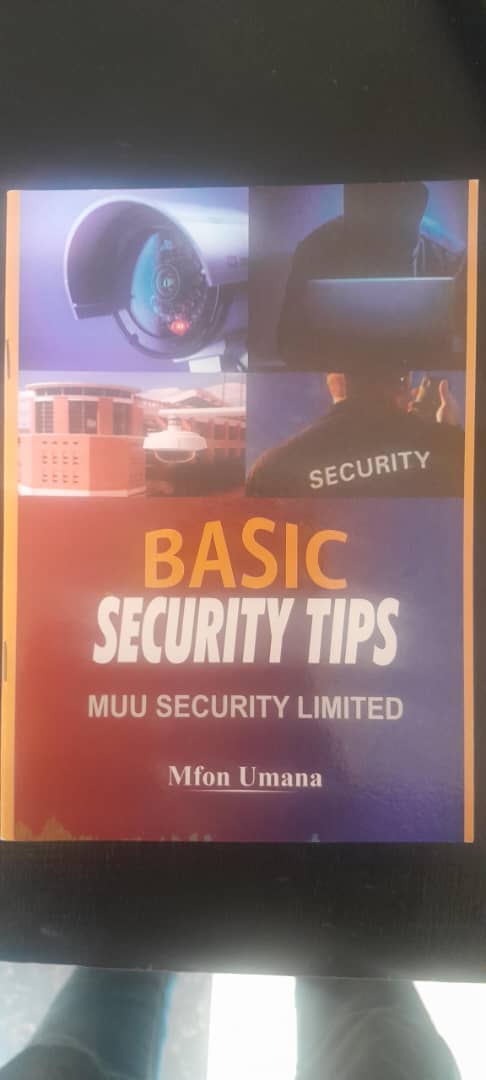 SECURITY
BASIC
SECURITY TIPS
MUU SECURITY LIMITED
Mfon Umana